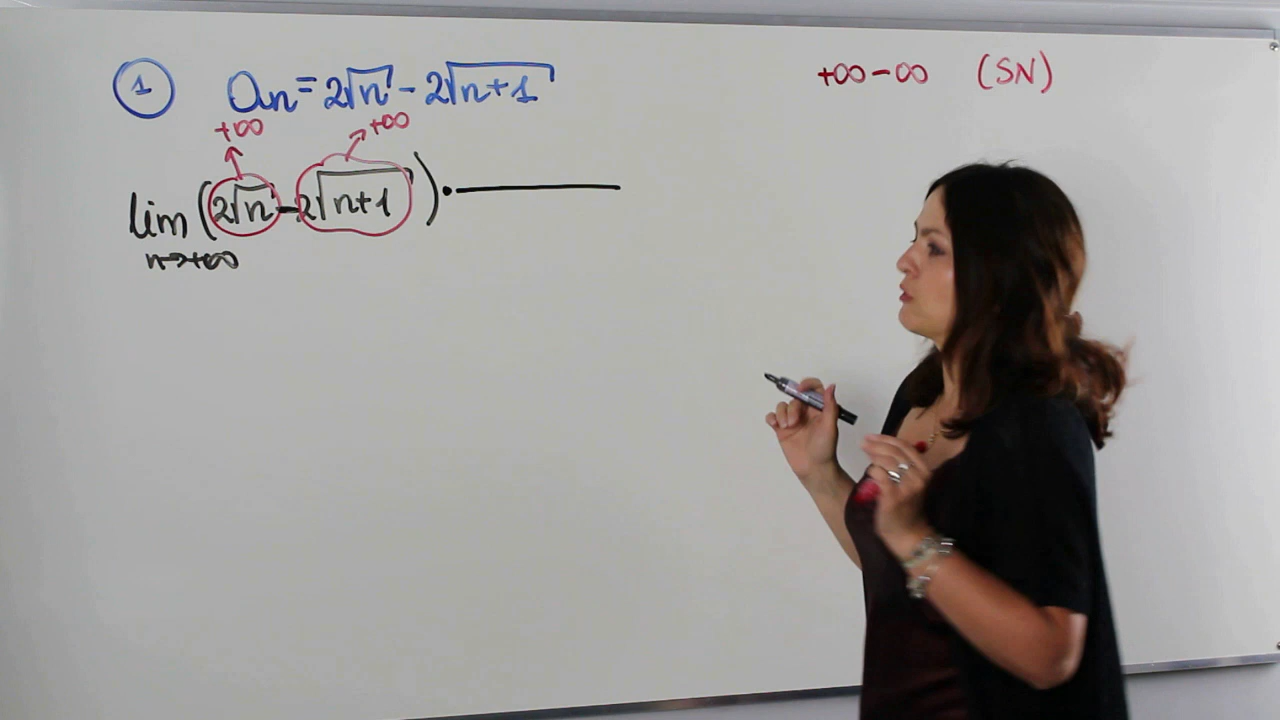 1 an = 2√n - 2√n+1
+∞ - ∞ (SN)
+∞ +∞
lim (2√n - 2√n+1) · ―
n→+∞